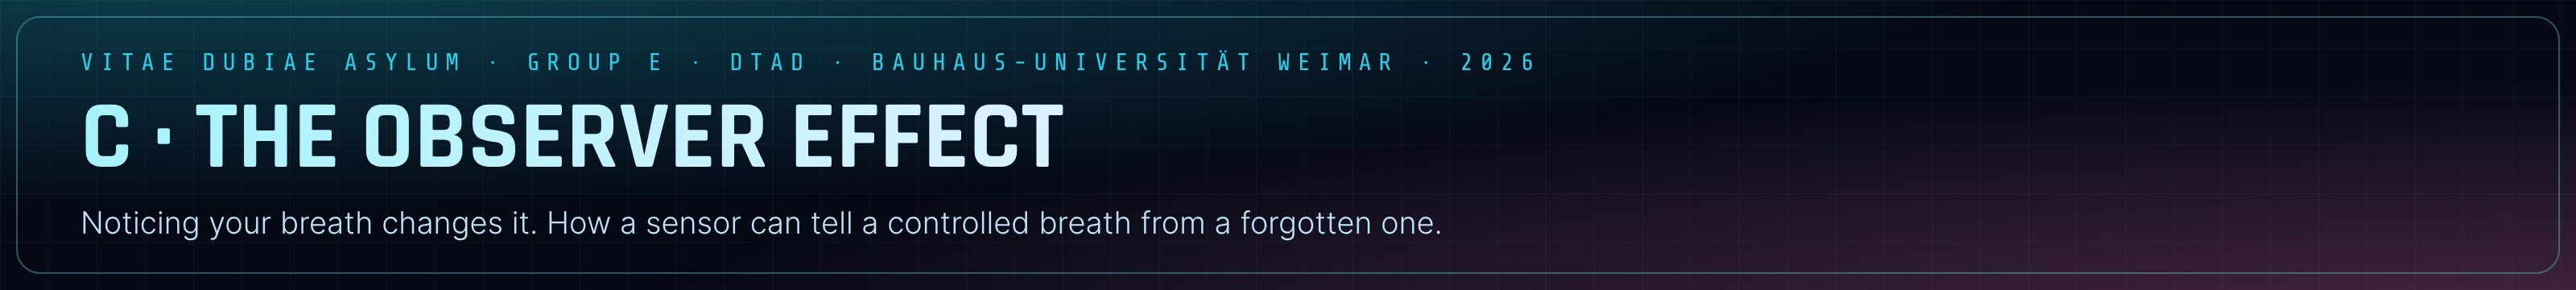 VITAE DUBIAE ASYLUM · GROUP E · DTAD · BAUHAUS-UNIVERSITÄT WEIMAR · 2026
C · THE OBSERVER EFFECT
Noticing your breath changes it. How a sensor can tell a controlled breath from a forgotten one.